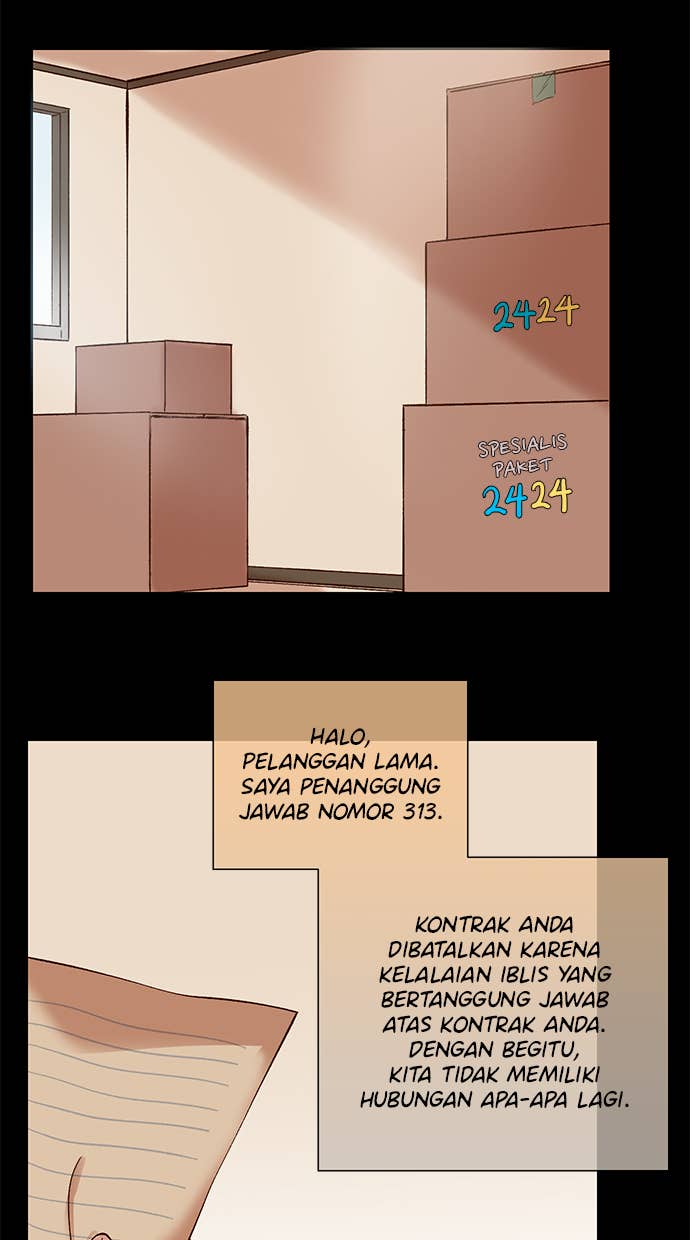 2424
SPESIALIS
PAKET
2424
HALO,
PELANGGAN LAMA.
SAYA PENANGGUNG
JAWAB NOMOR 313.
KONTRAK ANDA
DIBATALKAN KARENA
KELALAIAN IBLIS YANG
BERTANGGUNG JAWAB
ATAS KONTRAK ANDA.
DENGAN BEGITU,
KITA TIDAK MEMILIKI
HUBUNGAN APA-APA LAGI.